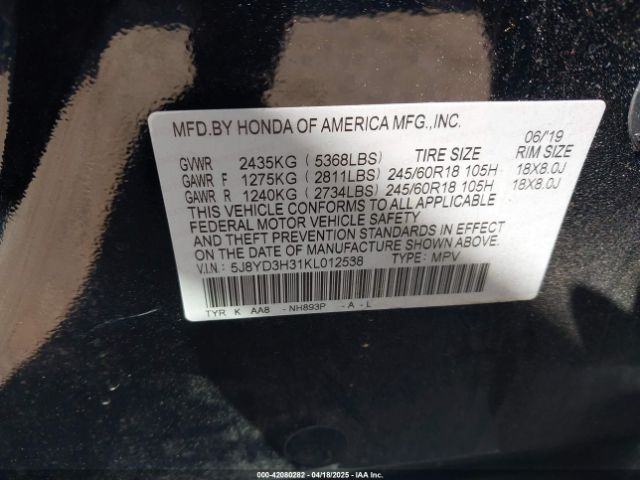 MFD.BY HONDA OF AMERICA MFG.,INC.
06/19
GVWR 2435KG (5368LBS) TIRE SIZE RIM SIZE
GAWR F 1275KG (2811LBS) 245/60R18 105H 18X8.0J
GAWR R 1240KG (2734LBS) 245/60R18 105H 18X8.0J
THIS VEHICLE CONFORMS TO ALL APPLICABLE
FEDERAL MOTOR VEHICLE SAFETY
AND THEFT PREVENTION STANDARDS IN EFFECT
ON THE DATE OF MANUFACTURE SHOWN ABOVE.
V.I.N.: 5J8YD3H31KL012538 TYPE: MPV
TYR K AA8 -NH893P -A-L
000-42080282 - 04/18/2025 - IAA Inc.